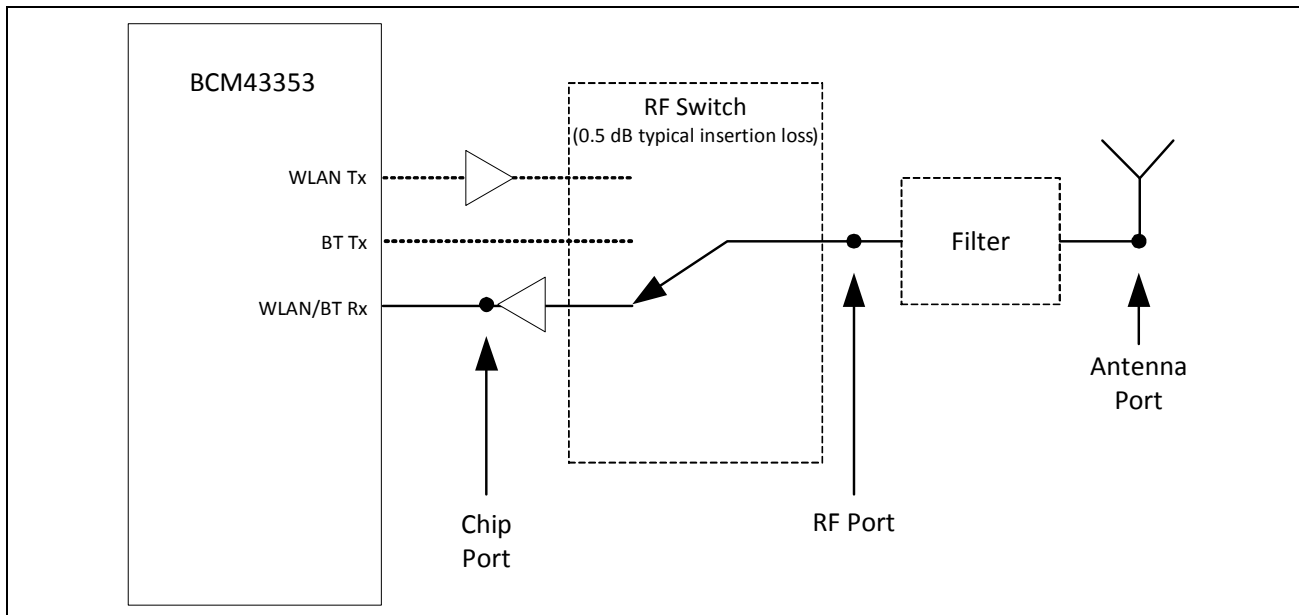 BCM43353
RF Switch
(0.5 dB typical insertion loss)
WLAN Tx
BT Tx
Filter
WLAN/BT Rx
Antenna
Port
Chip
Port
RF Port